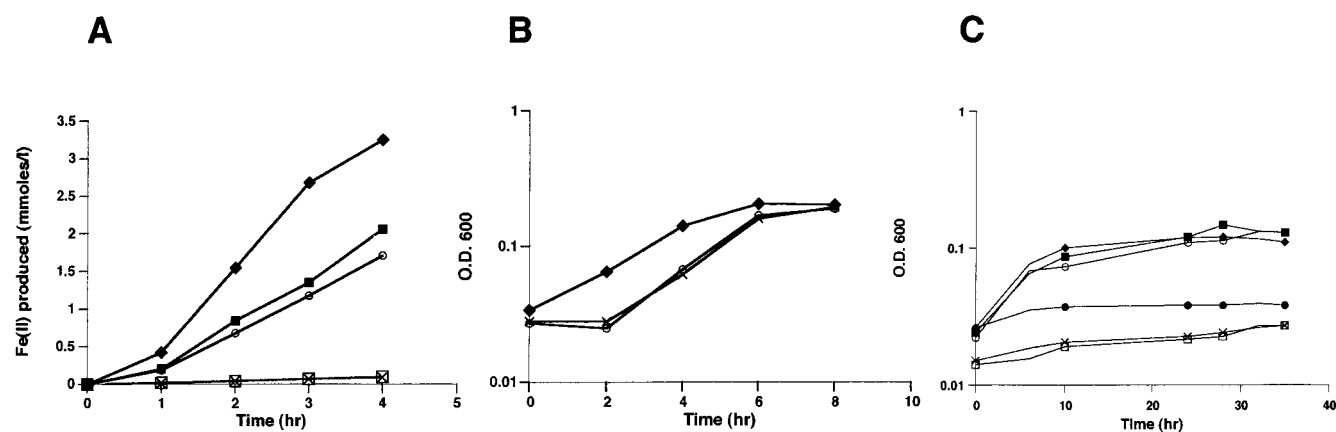 A
Fe(II) produced (mmoles/l)
3.5
3
2.5
2
1.5
1
0.5
0
0 1 2 3 4 5
Time (hr)
B
O.D. 600
1
0.1
0.01
0 2 4 6 8 10
Time (hr)
C
O.D. 600
1
0.1
0.01
0 10 20 30 40
Time (hr)